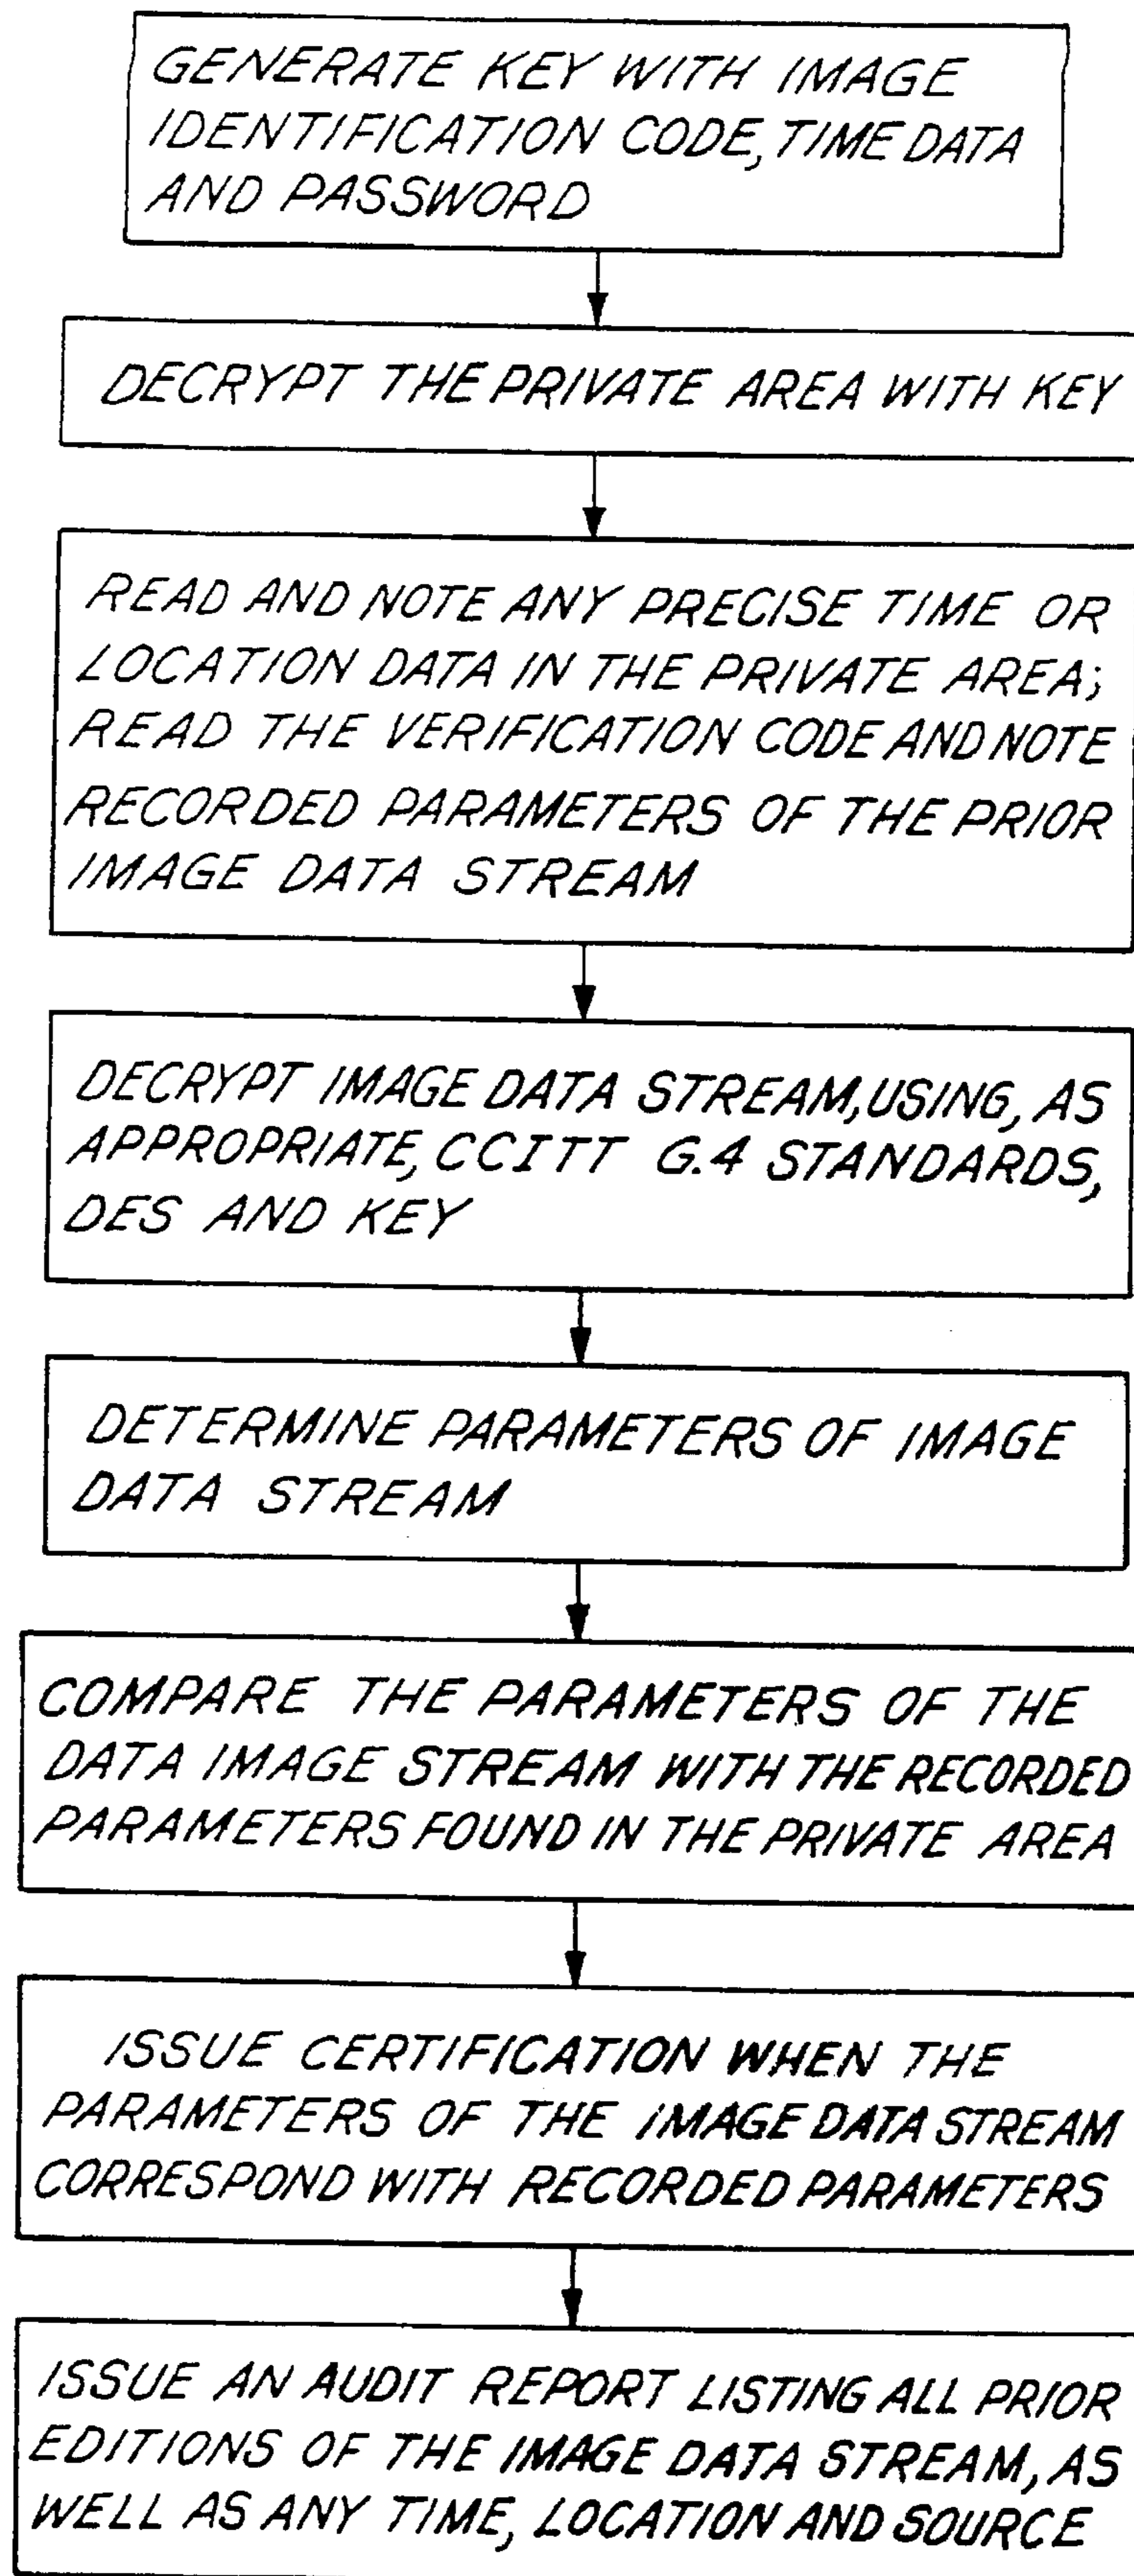 GENERATE KEY WITH IMAGE
IDENTIFICATION CODE, TIME DATA
AND PASSWORD
DECRYPT THE PRIVATE AREA WITH KEY
READ AND NOTE ANY PRECISE TIME OR
LOCATION DATA IN THE PRIVATE AREA;
READ THE VERIFICATION CODE AND NOTE
RECORDED PARAMETERS OF THE PRIOR
IMAGE DATA STREAM
DECRYPT IMAGE DATA STREAM, USING, AS
APPROPRIATE, CCITT G.4 STANDARDS,
DES AND KEY
DETERMINE PARAMETERS OF IMAGE
DATA STREAM
COMPARE THE PARAMETERS OF THE
DATA IMAGE STREAM WITH THE RECORDED
PARAMETERS FOUND IN THE PRIVATE AREA
ISSUE CERTIFICATION WHEN THE
PARAMETERS OF THE IMAGE DATA STREAM
CORRESPOND WITH RECORDED PARAMETERS
ISSUE AN AUDIT REPORT LISTING ALL PRIOR
EDITIONS OF THE IMAGE DATA STREAM, AS
WELL AS ANY TIME, LOCATION AND SOURCE